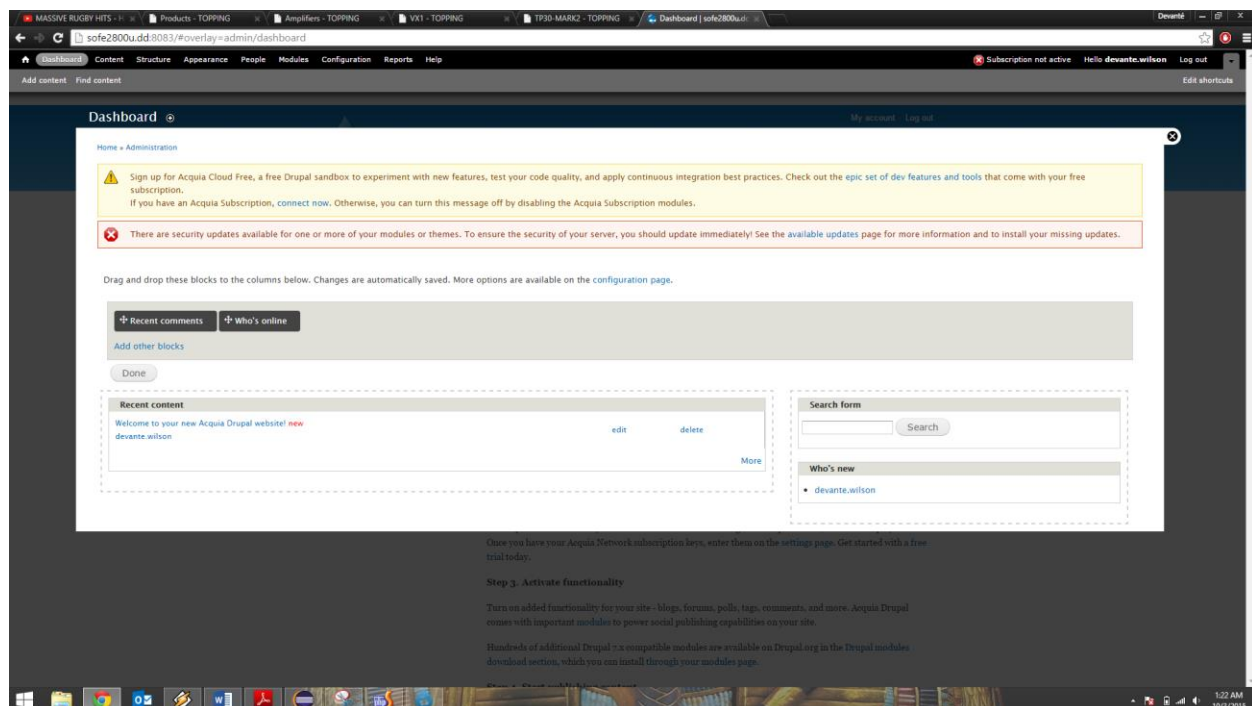 MASSIVE RUGBY HITS - H
Products - TOPPING
Amplifiers - TOPPING
VX1 - TOPPING
TP30-MARK2 - TOPPING
Dashboard | sofe2800u.d
Devanté
sofe2800u.dd:8083/#overlay=admin/dashboard
Dashboard Content Structure Appearance People Modules Configuration Reports Help
Subscription not active Hello devante.wilson Log out
Add content Find content
Edit shortcuts
Dashboard
My account Log out
Home » Administration
Sign up for Acquia Cloud Free, a free Drupal sandbox to experiment with new features, test your code quality, and apply continuous integration best practices. Check out the epic set of dev features and tools that come with your free
subscription.
If you have an Acquia Subscription, connect now. Otherwise, you can turn this message off by disabling the Acquia Subscription modules.
There are security updates available for one or more of your modules or themes. To ensure the security of your server, you should update immediately! See the available updates page for more information and to install your missing updates.
Drag and drop these blocks to the columns below. Changes are automatically saved. More options are available on the configuration page.
Recent comments
Who's online
Add other blocks
Done
Recent content
Welcome to your new Acquia Drupal website! new
devante.wilson
edit
delete
More
Search form
Search
Who's new
devante.wilson
Once you have your Acquia Network subscription keys, enter them on the settings page. Get started with a free
trial today.
Step 3. Activate functionality
Turn on added functionality for your site - blogs, forums, polls, tags, comments, and more. Acquia Drupal
comes with important modules to power social publishing capabilities on your site.
Hundreds of additional Drupal 7.x compatible modules are available on Drupal.org in the Drupal modules
download section, which you can install through your modules page.
Step 4. Start publishing content
1:22 AM
10/3/2015